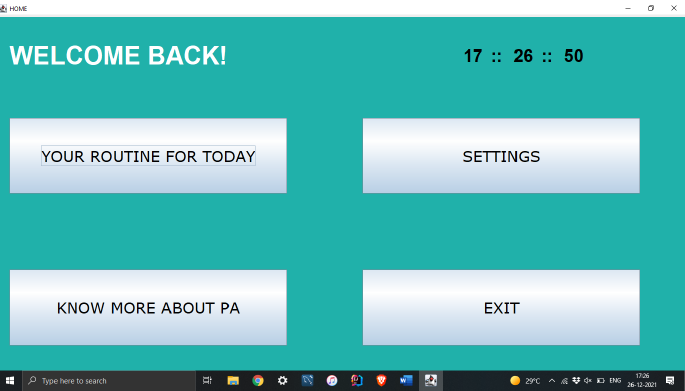 HOME
WELCOME BACK!
17 :: 26 :: 50
YOUR ROUTINE FOR TODAY
SETTINGS
KNOW MORE ABOUT PA
EXIT
Type here to search
29°C
ENG
17:26
26-12-2021